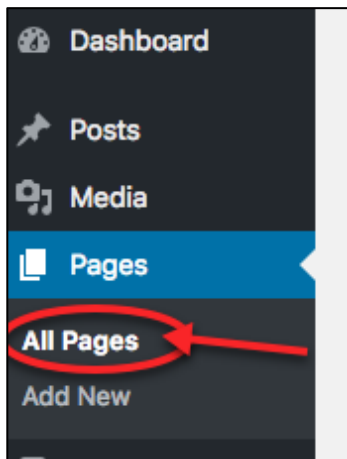 Dashboard
Posts
Media
Pages
All Pages
Add New